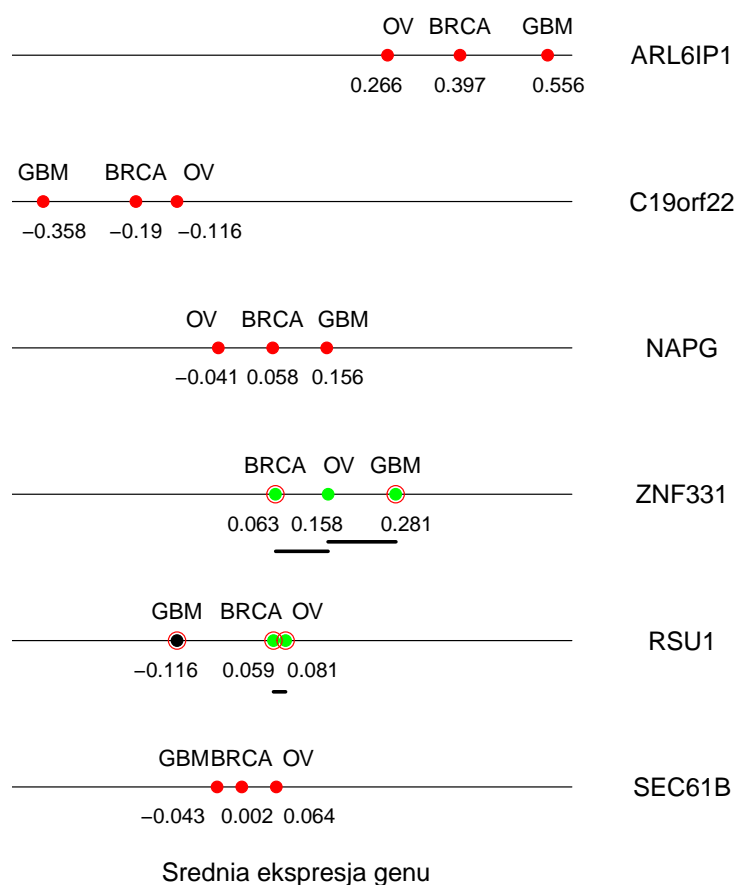 OV BRCA GBM
ARL6IP1
0.266 0.397 0.556
GBM BRCA OV
C19orf22
−0.358 −0.19 −0.116
OV BRCA GBM
NAPG
−0.041 0.058 0.156
BRCA OV GBM
ZNF331
0.063 0.158 0.281
GBM BRCA OV
RSU1
−0.116 0.059 0.081
GBM BRCA OV
SEC61B
−0.043 0.002 0.064
Srednia ekspresja genu